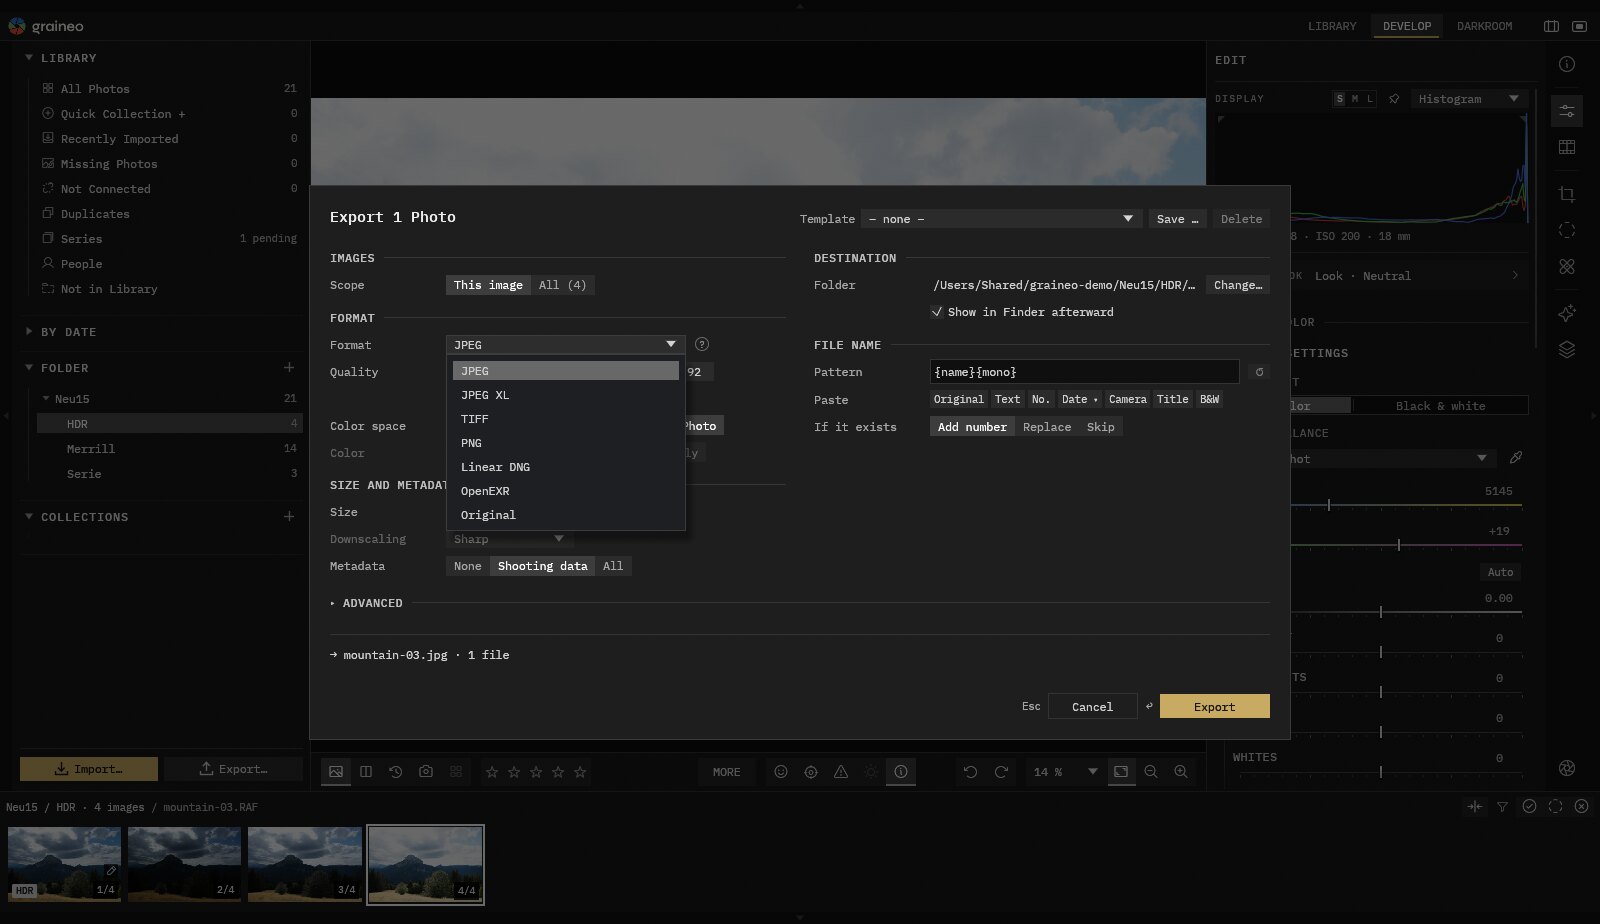 graineo
LIBRARY DEVELOP DARKROOM
LIBRARY
All Photos 21
Quick Collection + 0
Recently Imported 0
Missing Photos 0
Not Connected 0
Duplicates
Series 1 pending
People
Not in Library
BY DATE
FOLDER +
Neu15 21
HDR 4
Merrill 14
Serie 3
COLLECTIONS +
Import…
Export…
EDIT
DISPLAY S M L Histogram
8 · ISO 200 · 18 mm
Look · Neutral
Black & white
5145
+19
Auto
0.00
0
0
0
WHITES 0
Export 1 Photo
Template — none — Save … Delete
IMAGES
Scope This image All (4)
FORMAT
Format JPEG ?
JPEG
JPEG XL
TIFF
PNG
Linear DNG
OpenEXR
Original
Quality 92
Color space
Color
SIZE AND METADAT
Size
Downscaling Sharp
Metadata None Shooting data All
ADVANCED
→ mountain-03.jpg · 1 file
DESTINATION
Folder /Users/Shared/graineo-demo/Neu15/HDR/… Change…
Show in Finder afterward
FILE NAME
Pattern {name}{mono}
Paste Original Text No. Date Camera Title B&W
If it exists Add number Replace Skip
Esc Cancel ↵ Export
MORE
14 %
Neu15 / HDR · 4 images / mountain-03.RAF
HDR 1/4
2/4
3/4
4/4